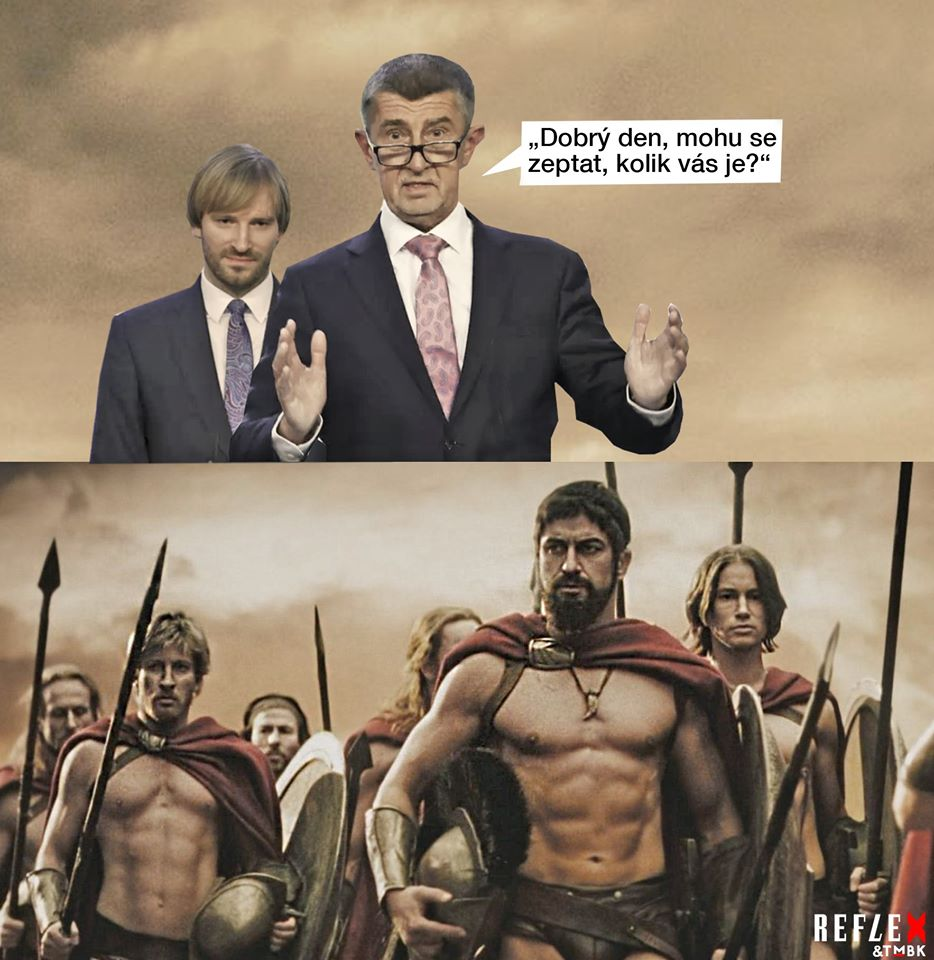 „Dobrý den, mohu se
zeptat, kolik vás je?“
REFLEX
&TMBK